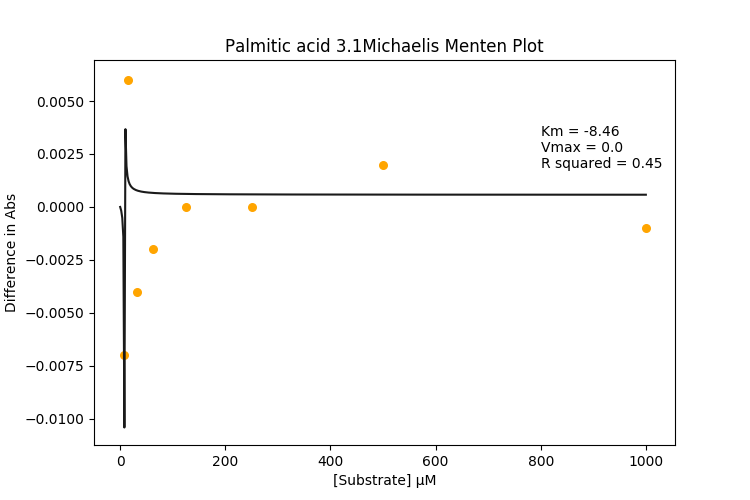 Palmitic acid 3.1Michaelis Menten Plot
0.0050
0.0025
0.0000
−0.0025
−0.0050
−0.0075
−0.0100
Difference in Abs
Km = -8.46
Vmax = 0.0
R squared = 0.45
0 200 400 600 800 1000
[Substrate] µM